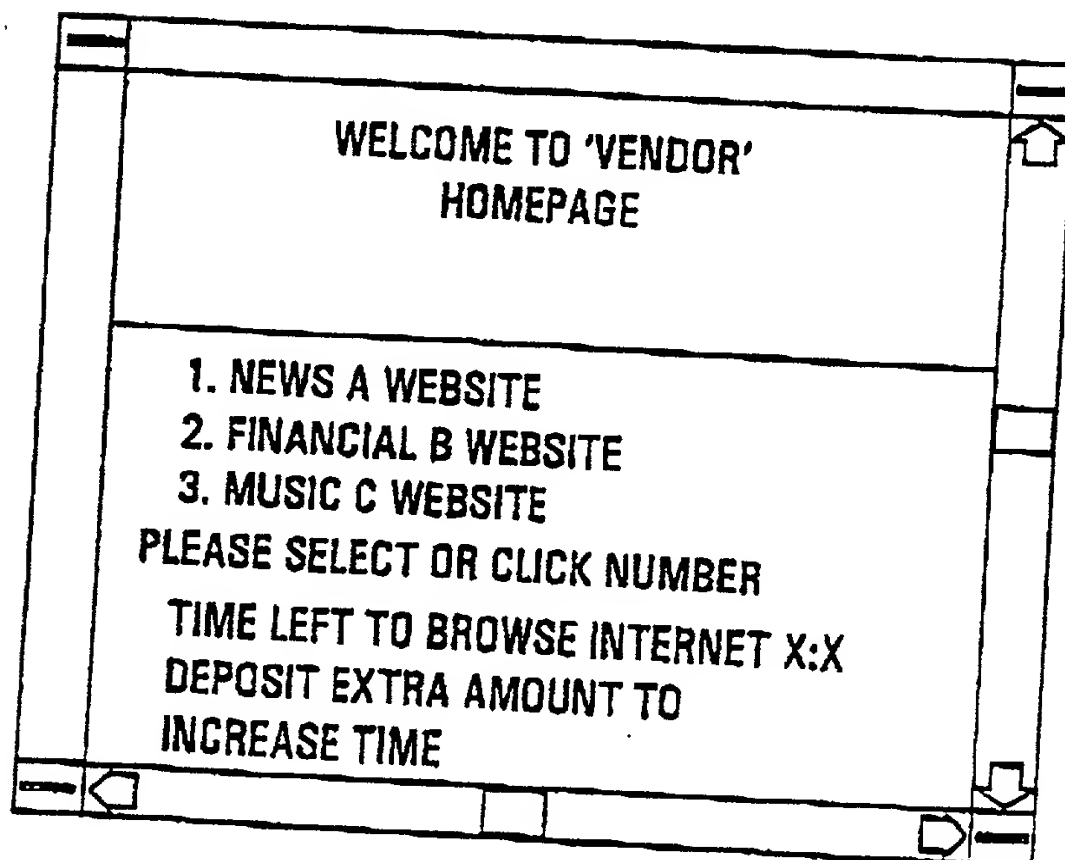 WELCOME TO 'VENDOR'
HOMEPAGE
1. NEWS A WEBSITE
2. FINANCIAL B WEBSITE
3. MUSIC C WEBSITE
PLEASE SELECT OR CLICK NUMBER
TIME LEFT TO BROWSE INTERNET X:X
DEPOSIT EXTRA AMOUNT TO
INCREASE TIME